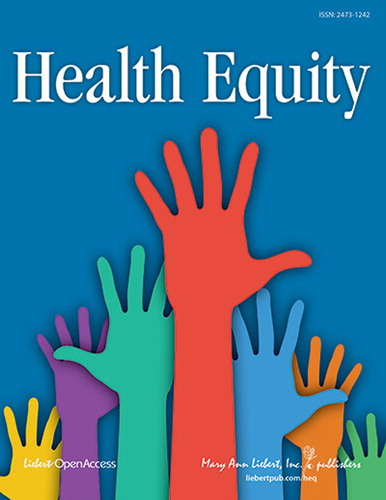 ISSN: 2473-1242
Health Equity
Liebert OpenAccess
Mary Ann Liebert, Inc. publishers
liebertpub.com/heq